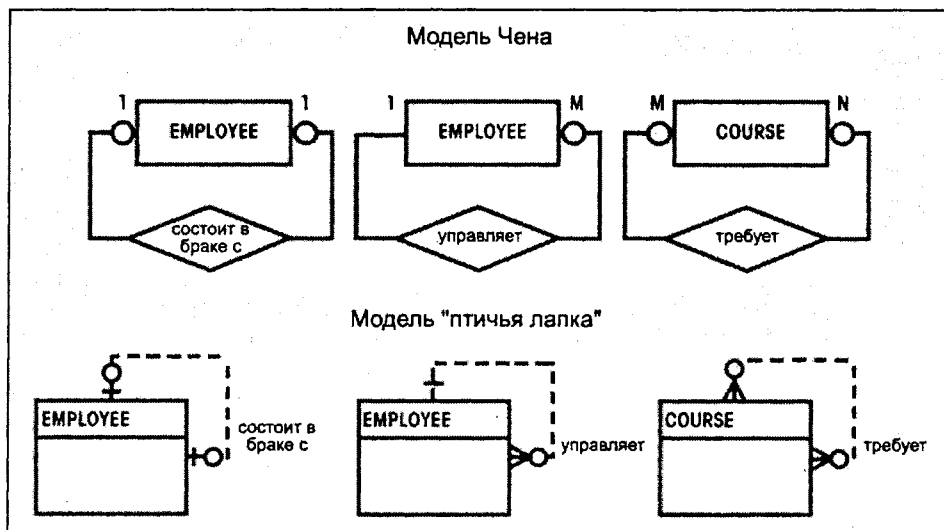 Модель Чена
1 1 1 M M N
EMPLOYEE EMPLOYEE COURSE
состоит в
браке с
управляет
требует
Модель "птичья лапка"
EMPLOYEE EMPLOYEE COURSE
состоит в
браке с
управляет
требует